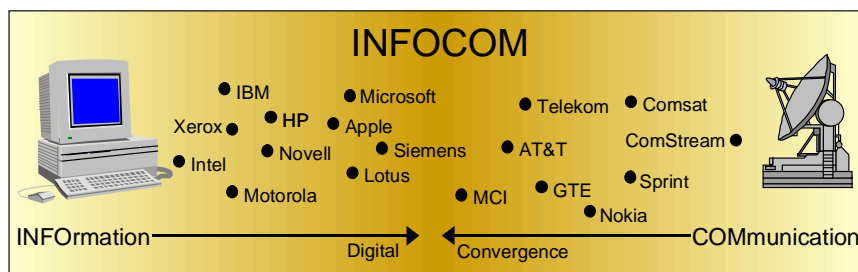 INFOCOM
IBM
Microsoft
Telekom
Comsat
HP
Xerox
Apple
ComStream
Intel
Novell
Siemens
AT&T
Lotus
Sprint
Motorola
MCI
GTE
Nokia
INFOrmation
Digital
Convergence
COMmunication